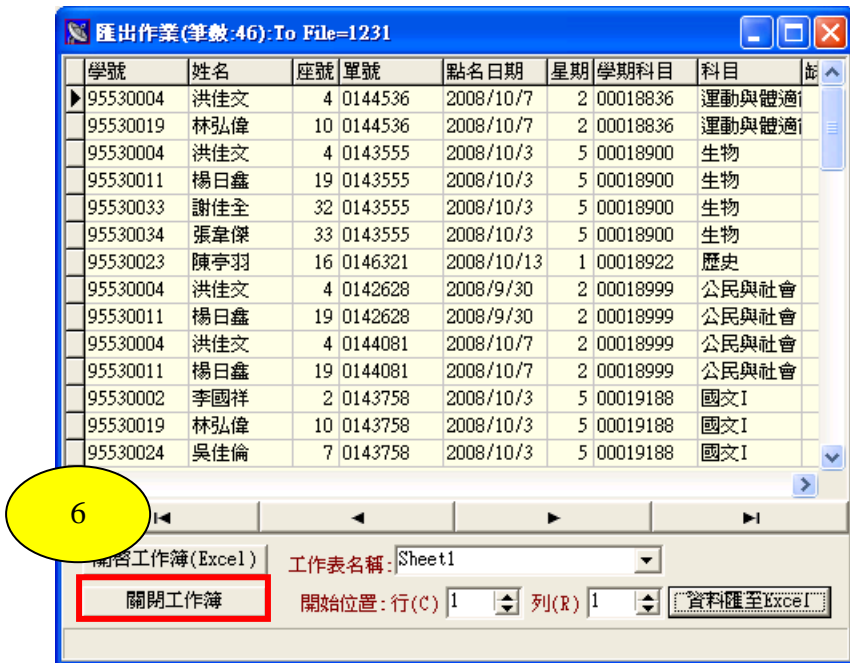 匯出作業(筆數:46):To File=1231
學號 姓名 座號 單號 點名日期 星期 學期科目 科目
95530004 洪佳文 4 0144536 2008/10/7 2 00018836 運動與體適
95530019 林弘偉 10 0144536 2008/10/7 2 00018836 運動與體適
95530004 洪佳文 4 0143555 2008/10/3 5 00018900 生物
95530011 楊日鑫 19 0143555 2008/10/3 5 00018900 生物
95530033 謝佳全 32 0143555 2008/10/3 5 00018900 生物
95530034 張韋傑 33 0143555 2008/10/3 5 00018900 生物
95530023 陳亭羽 16 0146321 2008/10/13 1 00018922 歷史
95530004 洪佳文 4 0142628 2008/9/30 2 00018999 公民與社會
95530011 楊日鑫 19 0142628 2008/9/30 2 00018999 公民與社會
95530004 洪佳文 4 0144081 2008/10/7 2 00018999 公民與社會
95530011 楊日鑫 19 0144081 2008/10/7 2 00018999 公民與社會
95530002 李國祥 2 0143758 2008/10/3 5 00019188 國文I
95530019 林弘偉 10 0143758 2008/10/3 5 00019188 國文I
95530024 吳佳倫 7 0143758 2008/10/3 5 00019188 國文I
6
開啓工作簿(Excel) 工作表名稱: Sheet1
關閉工作簿 開始位置:行(C) 1 列(R) 1 資料匯至Excel